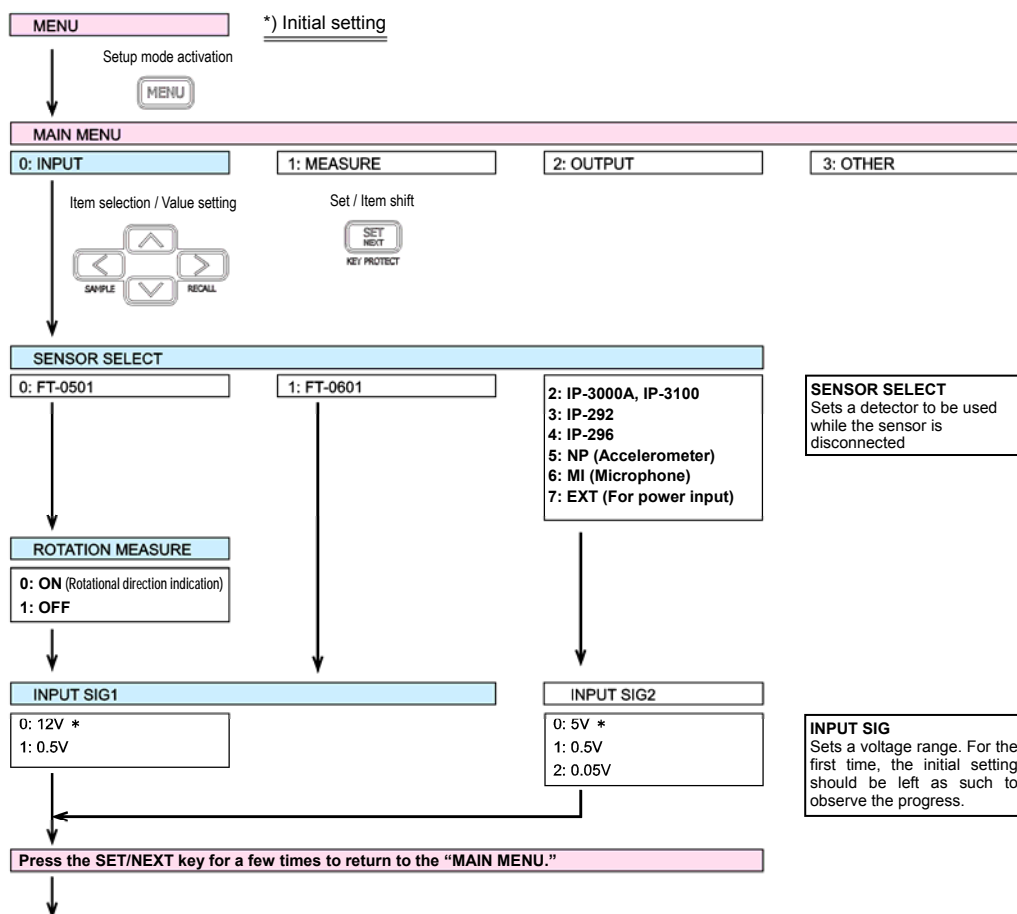 MENU
*) Initial setting
Setup mode activation
MENU
MAIN MENU
0: INPUT
1: MEASURE
2: OUTPUT
3: OTHER
Item selection / Value setting
Set / Item shift
SET
NEXT
KEY PROTECT
SAMPLE
RECALL
SENSOR SELECT
0: FT-0501
1: FT-0601
2: IP-3000A, IP-3100
3: IP-292
4: IP-296
5: NP (Accelerometer)
6: MI (Microphone)
7: EXT (For power input)
SENSOR SELECT
Sets a detector to be used
while the sensor is
disconnected
ROTATION MEASURE
0: ON (Rotational direction indication)
1: OFF
INPUT SIG1
0: 12V *
1: 0.5V
INPUT SIG2
0: 5V *
1: 0.5V
2: 0.05V
INPUT SIG
Sets a voltage range. For the
first time, the initial setting
should be left as such to
observe the progress.
Press the SET/NEXT key for a few times to return to the “MAIN MENU.”